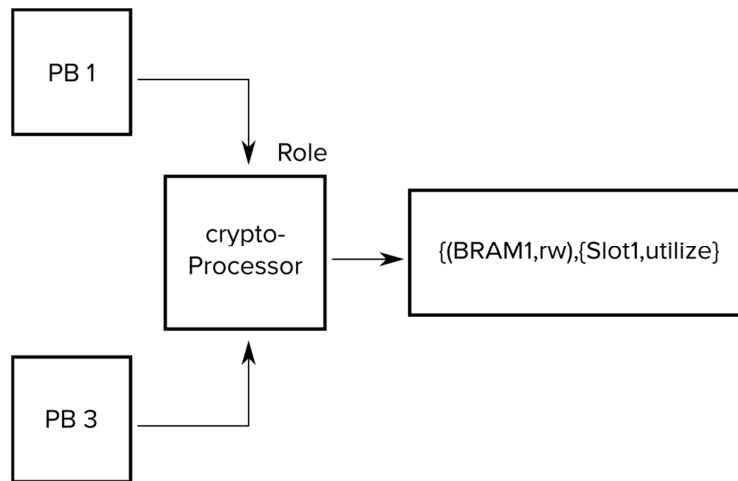 PB 1
Role
crypto-
Processor
{(BRAM1,rw),{Slot1,utilize}
PB 3